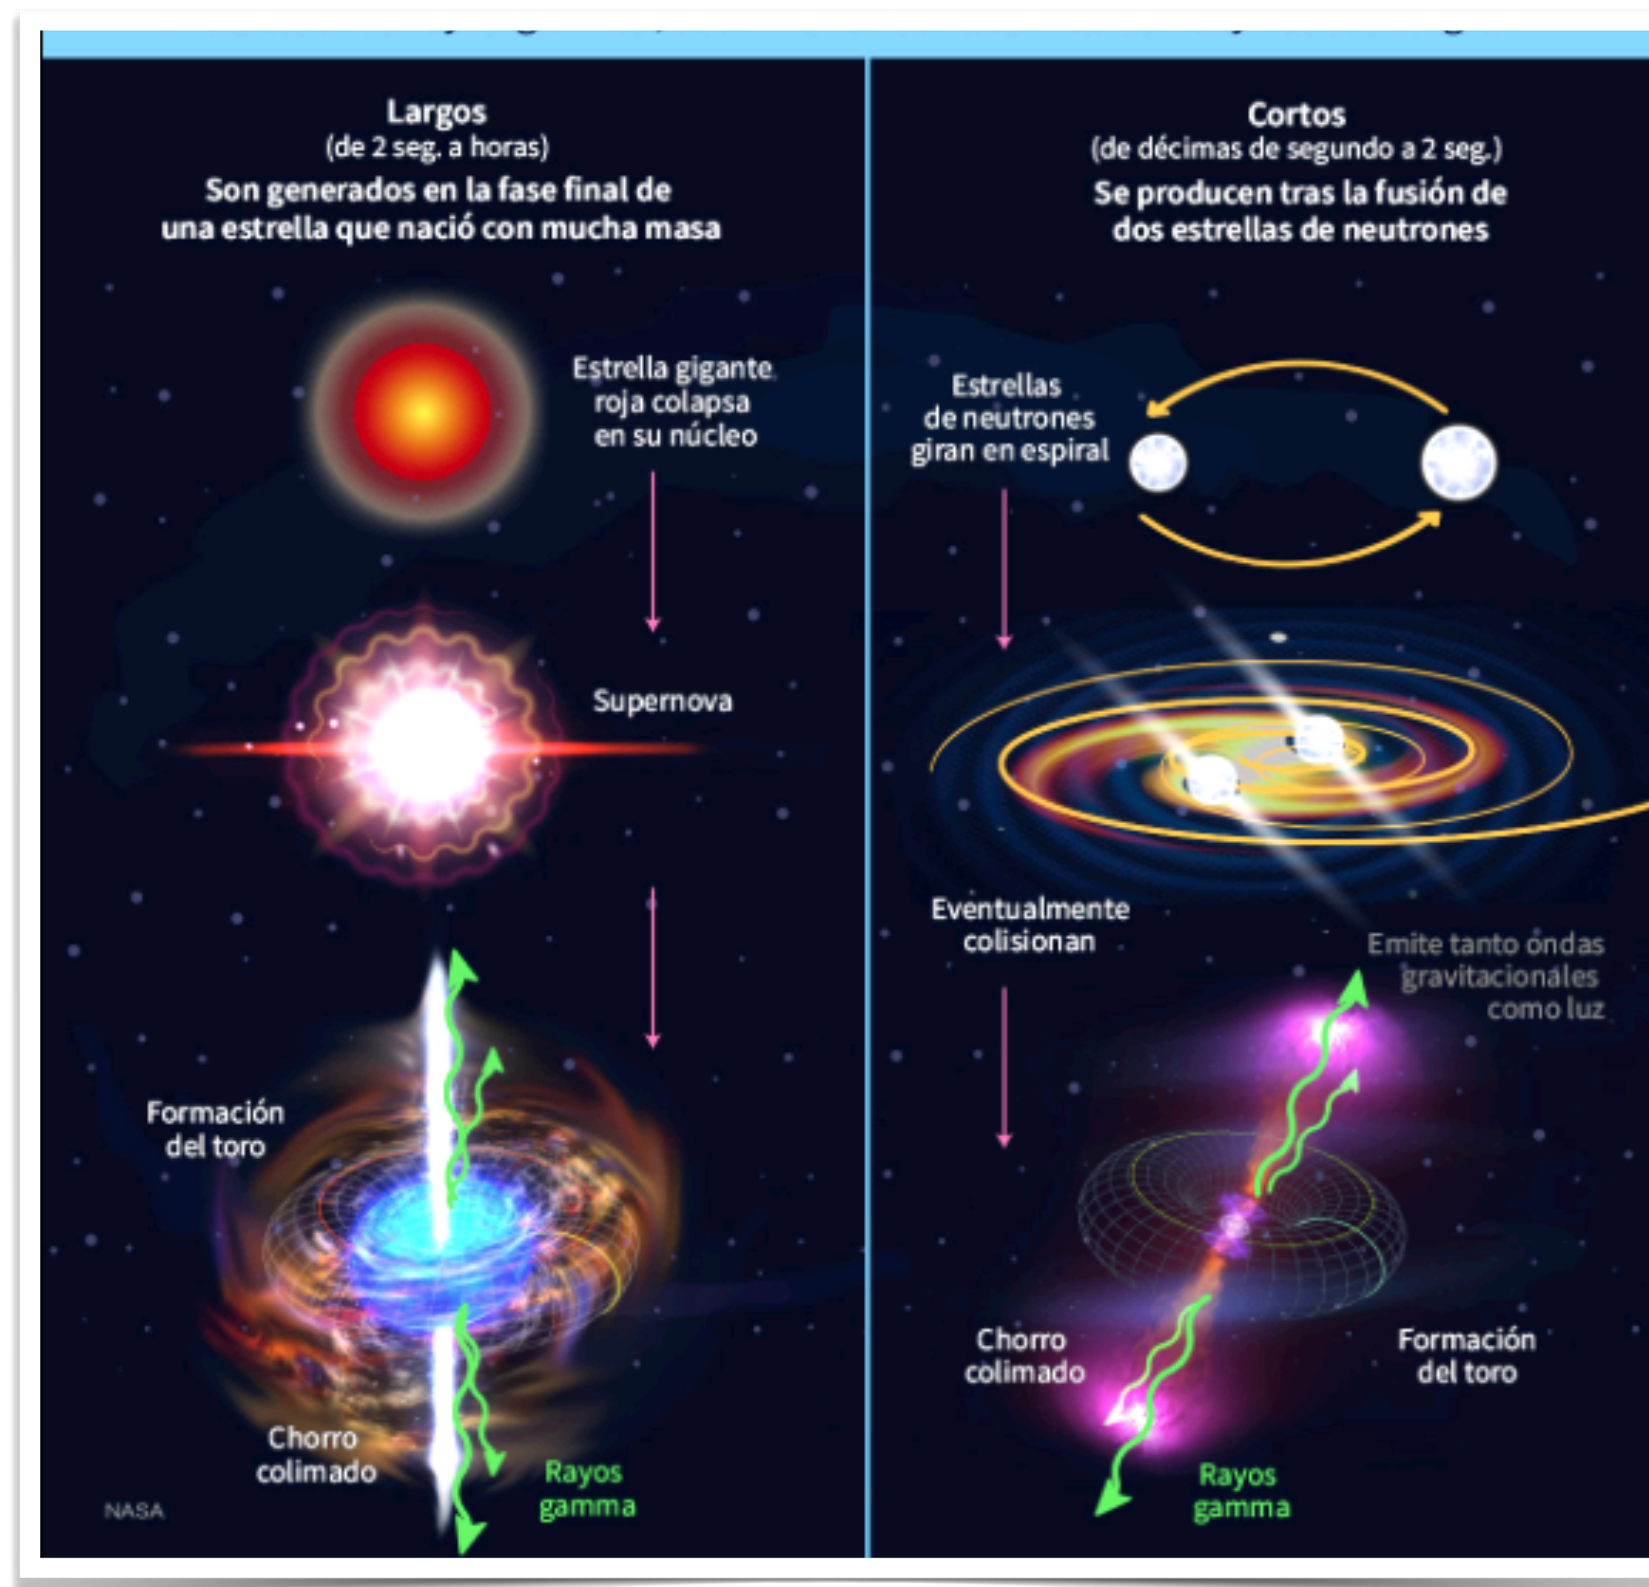 Largos
(de 2 seg. a horas)
Son generados en la fase final de
una estrella que nació con mucha masa
Estrella gigante
roja colapsa
en su núcleo
Supernova
Formación
del toro
Chorro
colimado
Rayos
gamma
NASA
Cortos
(de décimas de segundo a 2 seg.)
Se producen tras la fusión de
dos estrellas de neutrones
Estrellas
de neutrones
giran en espiral
Eventualmente
colisionan
Emite tanto ondas
gravitacionales
como luz
Chorro
colimado
Formación
del toro
Rayos
gamma